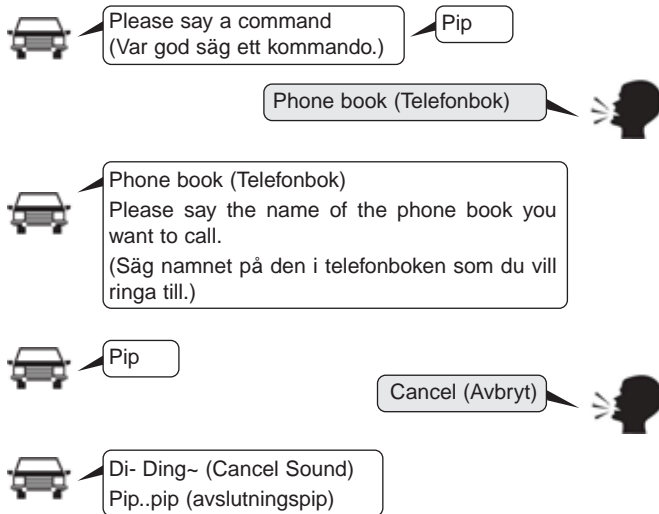 Please say a command
(Var god säg ett kommando.)
Pip
Phone book (Telefonbok)
Phone book (Telefonbok)
Please say the name of the phone book you
want to call.
(Säg namnet på den i telefonboken som du vill
ringa till.)
Pip
Cancel (Avbryt)
Di- Ding~ (Cancel Sound)
Pip..pip (avslutningspip)